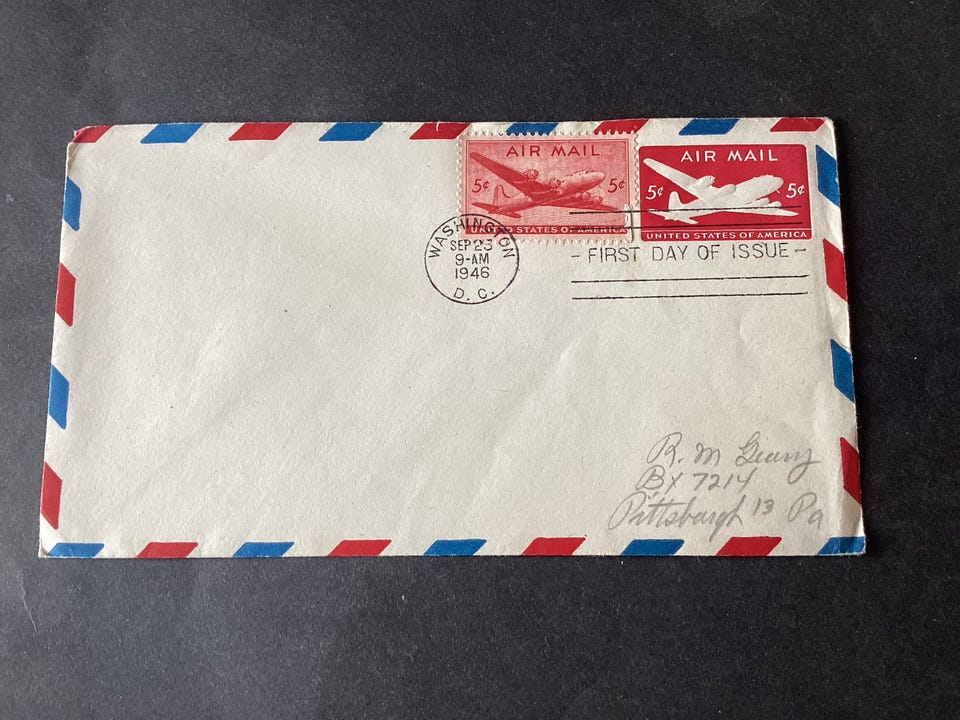 AIR MAIL
5¢ 5¢
UNITED STATES OF AMERICA
AIR MAIL
5¢ 5¢
UNITED STATES OF AMERICA
WASHINGTON
SEP 25
9-AM
1946
D. C.
- FIRST DAY OF ISSUE -
R. M Geary
BX 7214
Pittsburgh 13 Pa